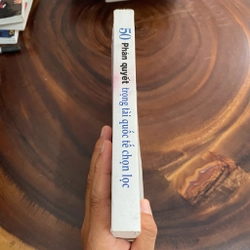 50 Phán quyết trọng tài quốc tế chọn lọc